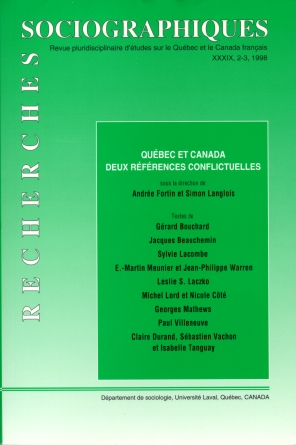 RECHERCHES
SOCIOGRAPHIQUES
Revue pluridisciplinaire d'études sur le Québec et le Canada français
XXXIX, 2-3, 1998
QUÉBEC ET CANADA
DEUX RÉFÉRENCES CONFLICTUELLES
sous la direction de
Andrée Fortin et Simon Langlois
Textes de
Gérard Bouchard
Jacques Beauchemin
Sylvie Lacombe
E.-Martin Meunier et Jean-Philippe Warren
Leslie S. Laczko
Michel Lord et Nicole Côté
Georges Mathews
Paul Villeneuve
Claire Durand, Sébastien Vachon
et Isabelle Tanguay
Département de sociologie, Université Laval, Québec, CANADA